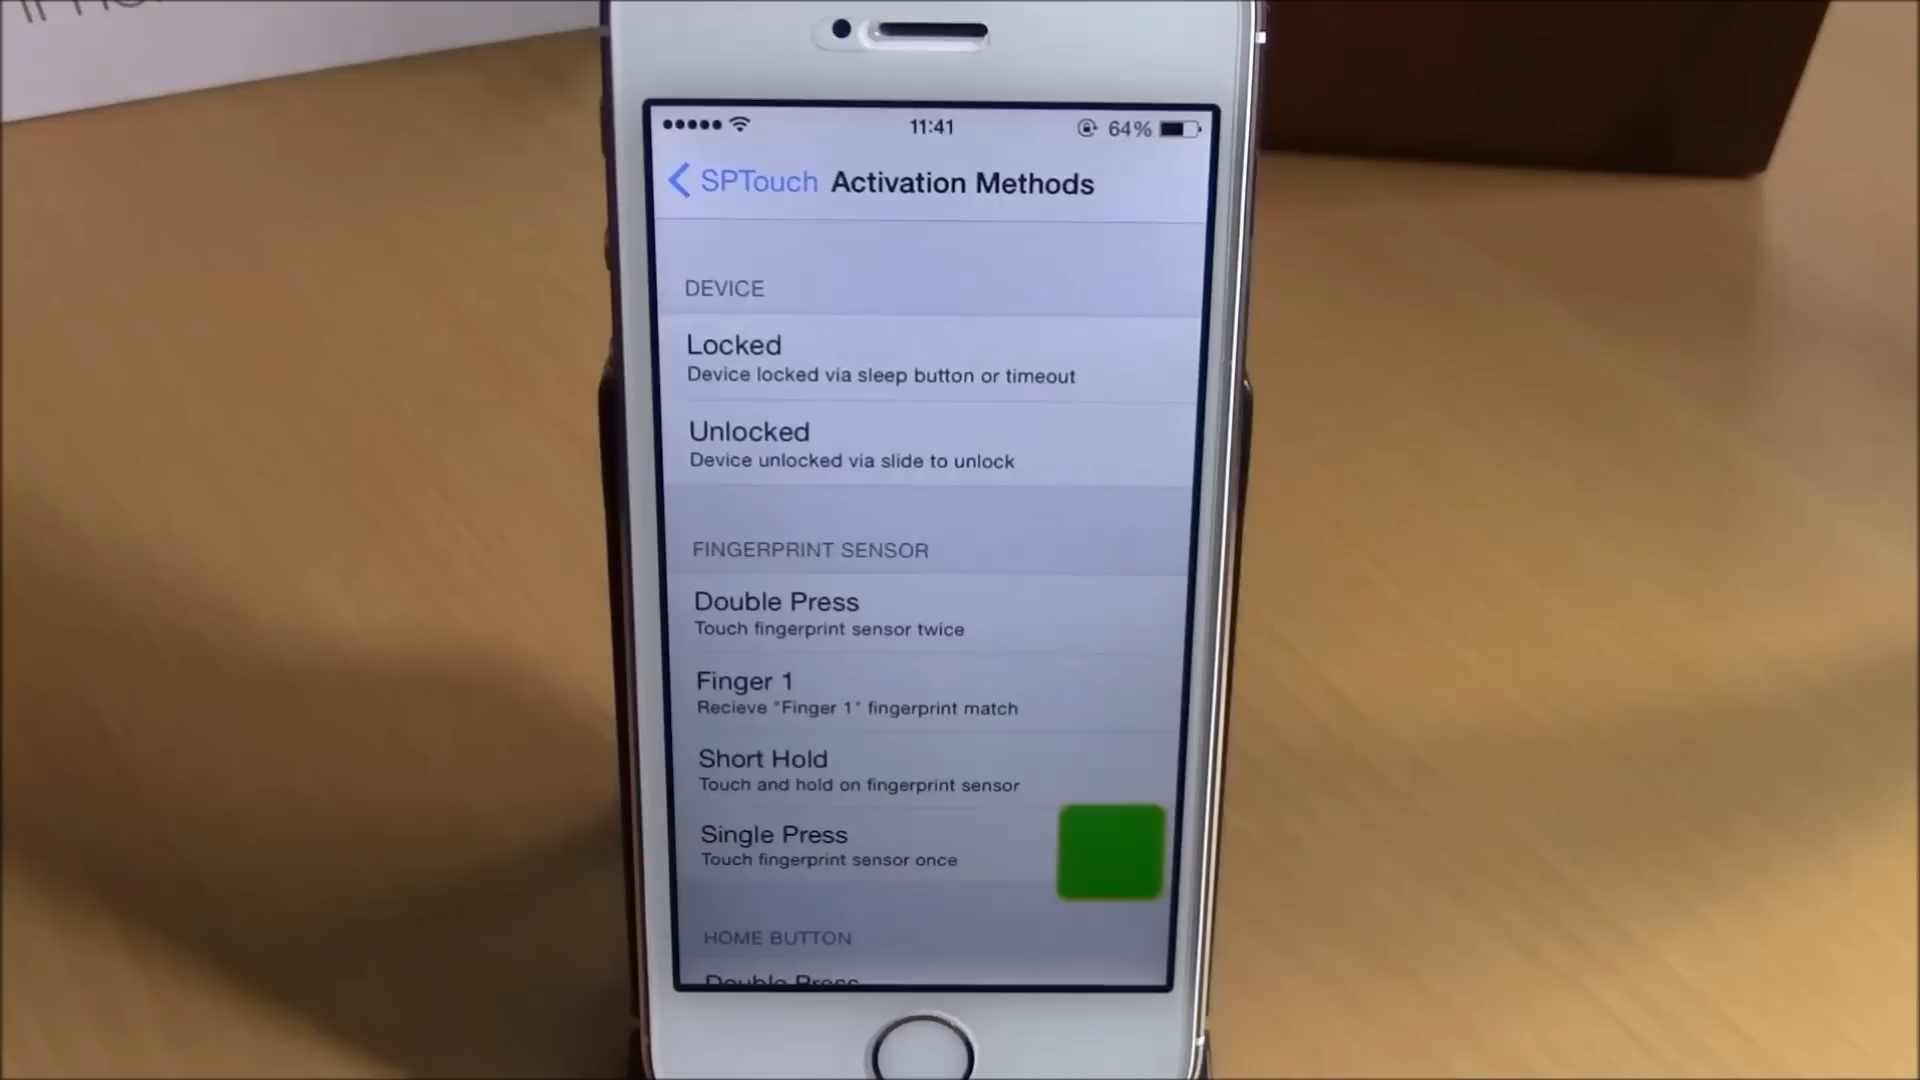 11:41
64%
SPTouch Activation Methods
DEVICE
Locked
Device locked via sleep button or timeout
Unlocked
Device unlocked via slide to unlock
FINGERPRINT SENSOR
Double Press
Touch fingerprint sensor twice
Finger 1
Recieve "Finger 1" fingerprint match
Short Hold
Touch and hold on fingerprint sensor
Single Press
Touch fingerprint sensor once
HOME BUTTON
Double Press